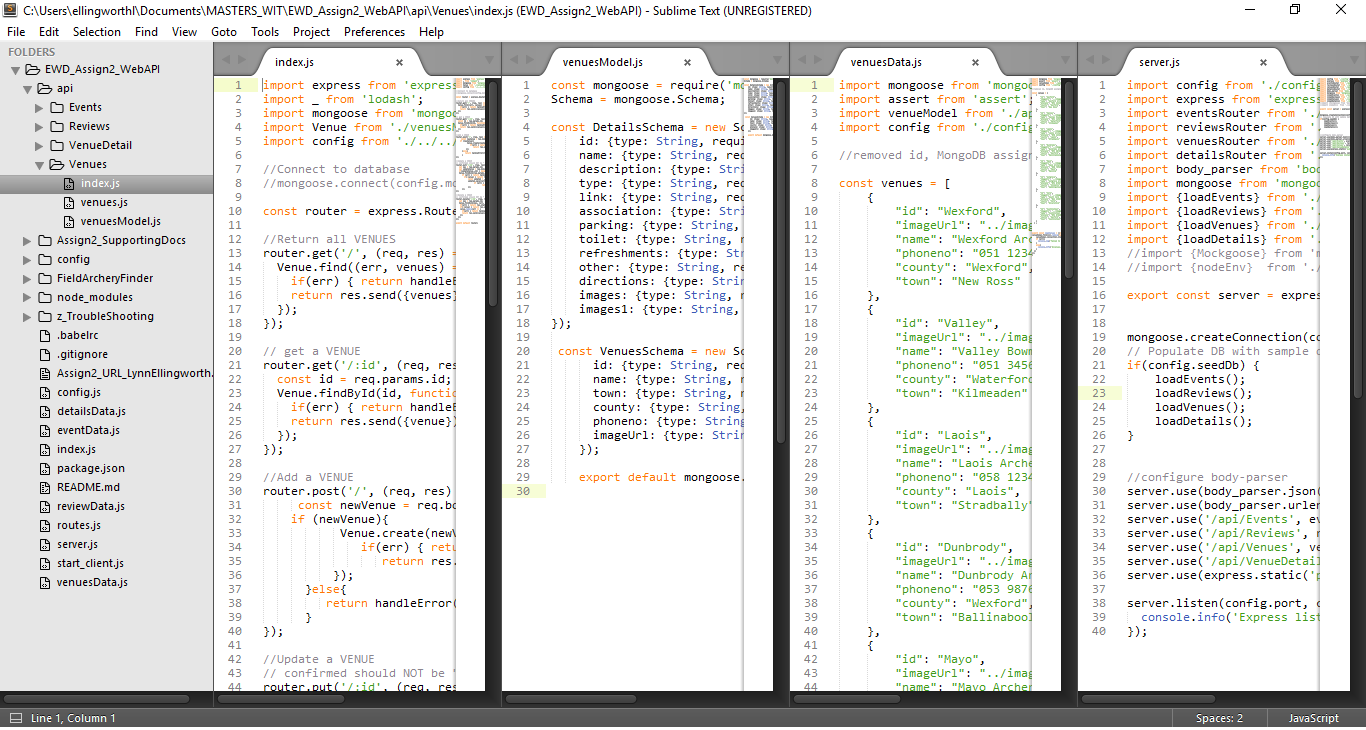 C:\Users\ellingworthl\Documents\MASTERS_WIT\EWD_Assign2_WebAPI\api\Venues\index.js (EWD_Assign2_WebAPI) - Sublime Text (UNREGISTERED)
File Edit Selection Find View Goto Tools Project Preferences Help
FOLDERS
EWD_Assign2_WebAPI
api
Events
Reviews
VenueDetail
Venues
index.js
venues.js
venuesModel.js
Assign2_SupportingDocs
config
FieldArcheryFinder
node_modules
z_TroubleShooting
.babelrc
.gitignore
Assign2_URL_LynnEllingworth.
config.js
detailsData.js
eventData.js
index.js
package.json
README.md
reviewData.js
routes.js
server.js
start_client.js
venuesData.js
index.js
1 import express from 'expres
2 import _ from 'lodash';
3 import mongoose from 'mongo
4 import Venue from './venues
5 import config from './../..
6
7 //Connect to database
8 //mongoose.connect(config.mo
9
10 const router = express.Route
11
12 //Return all VENUES
13 router.get('/', (req, res) =
14 Venue.find((err, venues) =
15 if(err) { return handleE
16 return res.send({venues}
17 });
18 });
19
20 // get a VENUE
21 router.get('/:id', (req, res
22 const id = req.params.id;
23 Venue.findById(id, functio
24 if(err) { return handleE
25 return res.send({venue})
26 });
27 });
28
29 //Add a VENUE
30 router.post('/', (req, res)
31 const newVenue = req.bo
32 if (newVenue){
33 Venue.create(newV
34 if(err) { retu
35 return res.
36 });
37 }else{
38 return handleError(
39 }
40 });
41
42 //Update a VENUE
43 // confirmed should NOT be
44 router.put('/:id', (req, res
venuesModel.js
1 const mongoose = require('mo
2 Schema = mongoose.Schema;
3
4 const DetailsSchema = new Sc
5 id: {type: String, requi
6 name: {type: String, rec
7 description: {type: Stri
8 type: {type: String, rec
9 link: {type: String, rec
10 association: {type: Stri
11 parking: {type: String,
12 toilet: {type: String, r
13 refreshments: {type: Str
14 other: {type: String, re
15 directions: {type: Strin
16 images: {type: String, r
17 images1: {type: String,
18 });
19
20 const VenuesSchema = new Sc
21 id: {type: String, re
22 name: {type: String,
23 town: {type: String,
24 county: {type: String,
25 phoneno: {type: Strin
26 imageUrl: {type: Stri
27 });
28
29 export default mongoose.
30
venuesData.js
1 import mongoose from 'mongoo
2 import assert from 'assert';
3 import venueModel from './ap
4 import config from './config
5
6 //removed id, MongoDB assign
7
8 const venues = [
9 {
10 "id": "Wexford",
11 "imageUrl": "../imag
12 "name": "Wexford Arc
13 "phoneno": "051 1234
14 "county": "Wexford",
15 "town": "New Ross"
16 },
17 {
18 "id": "Valley",
19 "imageUrl": "../imag
20 "name": "Valley Bowm
21 "phoneno": "051 3456
22 "county": "Waterford
23 "town": "Kilmeaden"
24 },
25 {
26 "id": "Laois",
27 "imageUrl": "../imag
28 "name": "Laois Arche
29 "phoneno": "058 1234
30 "county": "Laois",
31 "town": "Stradbally"
32 },
33 {
34 "id": "Dunbrody",
35 "imageUrl": "../imag
36 "name": "Dunbrody Ar
37 "phoneno": "053 9876
38 "county": "Wexford",
39 "town": "Ballinabool
40 },
41 {
42 "id": "Mayo",
43 "imageUrl": "../imag
44 "name": "Mayo Archer
server.js
1 import config from './config
2 import express from 'expres
3 import eventsRouter from './
4 import reviewsRouter from '.
5 import venuesRouter from './
6 import detailsRouter from '.
7 import body_parser from 'boc
8 import mongoose from 'mongoo
9 import {loadEvents} from './
10 import {loadReviews} from '.
11 import {loadVenues} from './
12 import {loadDetails} from '.
13 //import {Mockgoose} from 'm
14 //import {nodeEnv} from './
15
16 export const server = expres
17
18
19 mongoose.createConnection(co
20 // Populate DB with sample d
21 if(config.seedDb) {
22 loadEvents();
23 loadReviews();
24 loadVenues();
25 loadDetails();
26 }
27
28
29 //configure body-parser
30 server.use(body_parser.json(
31 server.use(body_parser.urlen
32 server.use('/api/Events', ev
33 server.use('/api/Reviews', r
34 server.use('/api/Venues', ve
35 server.use('/api/VenueDetail
36 server.use(express.static('p
37
38 server.listen(config.port, c
39 console.info('Express list
40 });
Line 1, Column 1
Spaces: 2
JavaScript